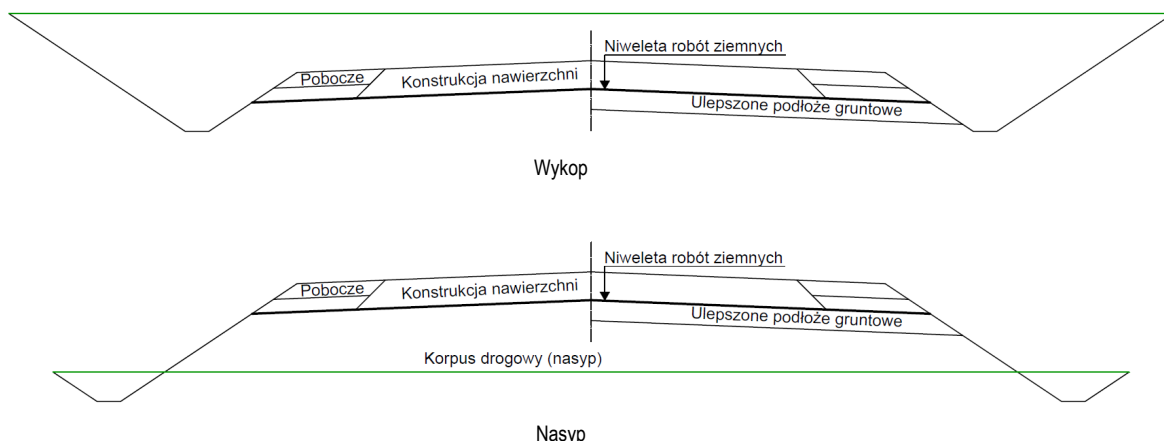 Niweleta robót ziemnych
Pobocze
Konstrukcja nawierzchni
Ulepszone podłoże gruntowe
Wykop
Niweleta robót ziemnych
Pobocze
Konstrukcja nawierzchni
Ulepszone podłoże gruntowe
Korpus drogowy (nasyp)
Nasyp